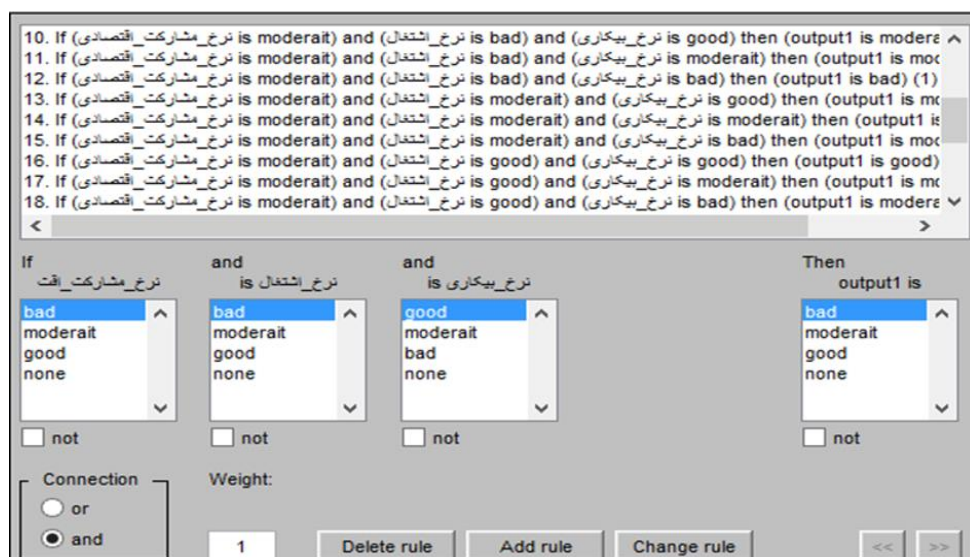 10. If (نرخ_مشارکت_اقتصادی is moderait) and (نرخ_اشتغال is bad) and (نرخ_بیکاری is good) then (output1 is modera
11. If (نرخ_مشارکت_اقتصادی is moderait) and (نرخ_اشتغال is bad) and (نرخ_بیکاری is moderait) then (output1 is mod
12. If (نرخ_مشارکت_اقتصادی is moderait) and (نرخ_اشتغال is bad) and (نرخ_بیکاری is bad) then (output1 is bad) (1)
13. If (نرخ_مشارکت_اقتصادی is moderait) and (نرخ_اشتغال is moderait) and (نرخ_بیکاری is good) then (output1 is mo
14. If (نرخ_مشارکت_اقتصادی is moderait) and (نرخ_اشتغال is moderait) and (نرخ_بیکاری is moderait) then (output1 is
15. If (نرخ_مشارکت_اقتصادی is moderait) and (نرخ_اشتغال is moderait) and (نرخ_بیکاری is bad) then (output1 is mod
16. If (نرخ_مشارکت_اقتصادی is moderait) and (نرخ_اشتغال is good) and (نرخ_بیکاری is good) then (output1 is good)
17. If (نرخ_مشارکت_اقتصادی is moderait) and (نرخ_اشتغال is good) and (نرخ_بیکاری is moderait) then (output1 is mo
18. If (نرخ_مشارکت_اقتصادی is moderait) and (نرخ_اشتغال is good) and (نرخ_بیکاری is bad) then (output1 is modera
If and and Then
نرخ_مشارکت_اقت نرخ_اشتغال is نرخ_بیکاری is output1 is
bad bad good bad
moderait moderait moderait moderait
good good bad good
none none none none
not not not not
Connection Weight:
or
and 1 Delete rule Add rule Change rule << >>